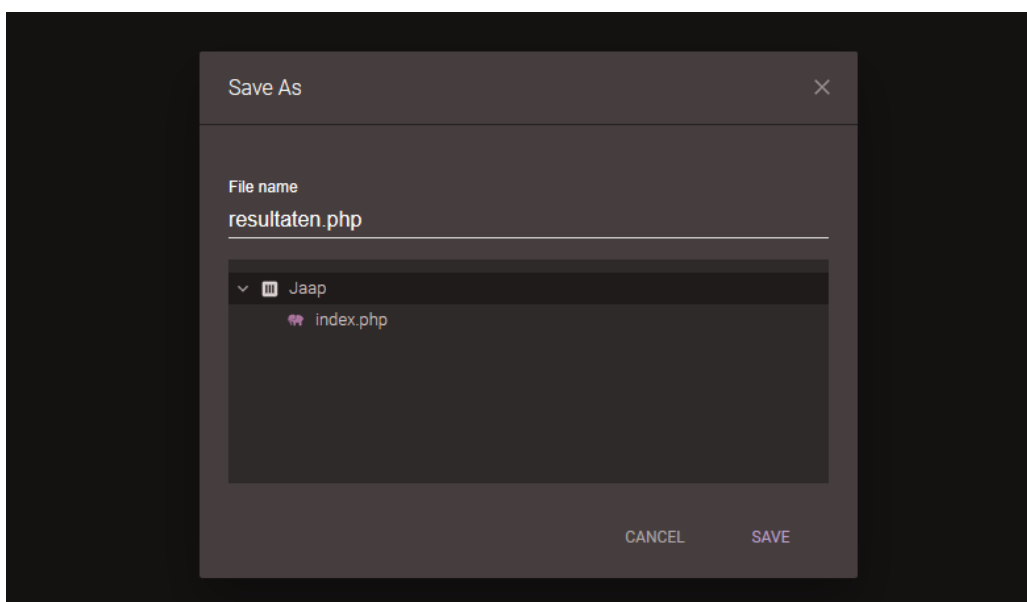 Save As
File name
resultaten.php
Jaap
index.php
CANCEL SAVE